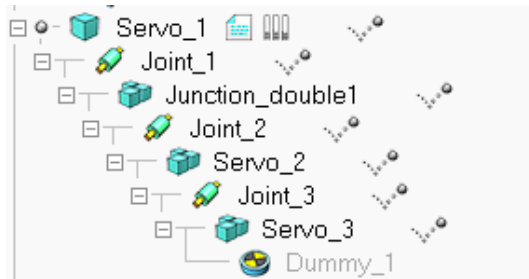 Servo_1
Joint_1
Junction_double1
Joint_2
Servo_2
Joint_3
Servo_3
Dummy_1